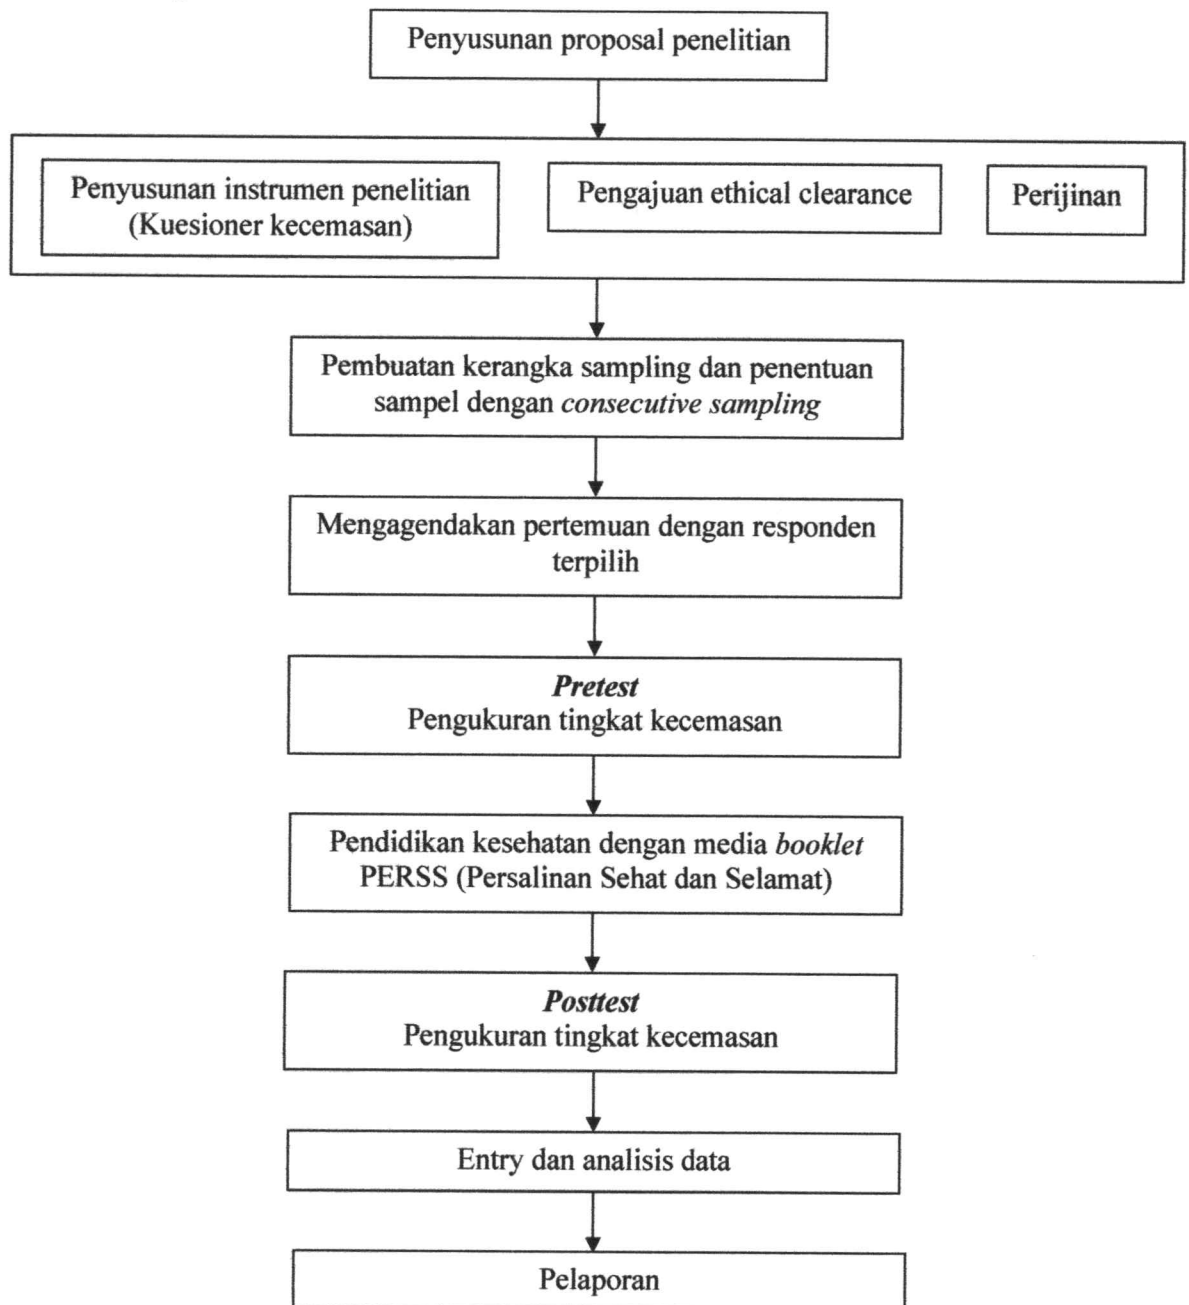 Penyusunan proposal penelitian
Penyusunan instrumen penelitian
(Kuesioner kecemasan)
Pengajuan ethical clearance
Perijinan
Pembuatan kerangka sampling dan penentuan
sampel dengan consecutive sampling
Mengagendakan pertemuan dengan responden
terpilih
Pretest
Pengukuran tingkat kecemasan
Pendidikan kesehatan dengan media booklet
PERSS (Persalinan Sehat dan Selamat)
Posttest
Pengukuran tingkat kecemasan
Entry dan analisis data
Pelaporan